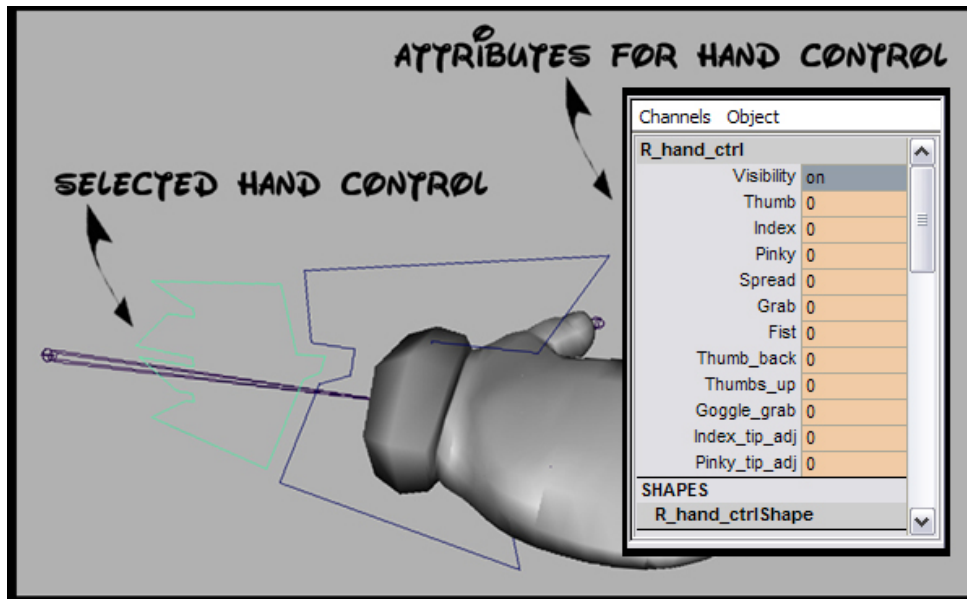 ATTRIBUTES FOR HAND CONTROL
SELECTED HAND CONTROL
Channels Object
R_hand_ctrl
Visibility on
Thumb 0
Index 0
Pinky 0
Spread 0
Grab 0
Fist 0
Thumb_back 0
Thumbs_up 0
Goggle_grab 0
Index_tip_adj 0
Pinky_tip_adj 0
SHAPES
R_hand_ctrlShape